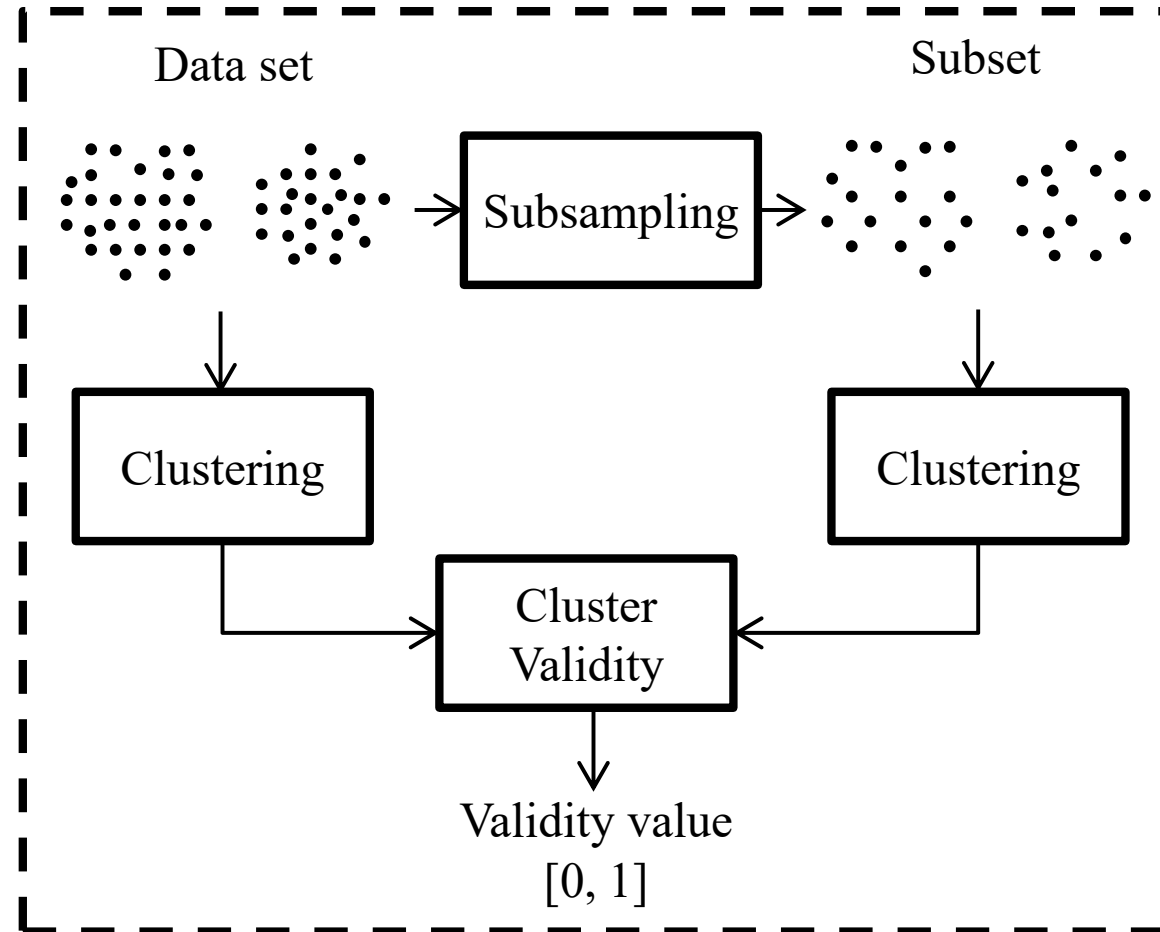 Data set
Subset
Subsampling
Clustering
Clustering
Cluster
Validity
Validity value
[0, 1]